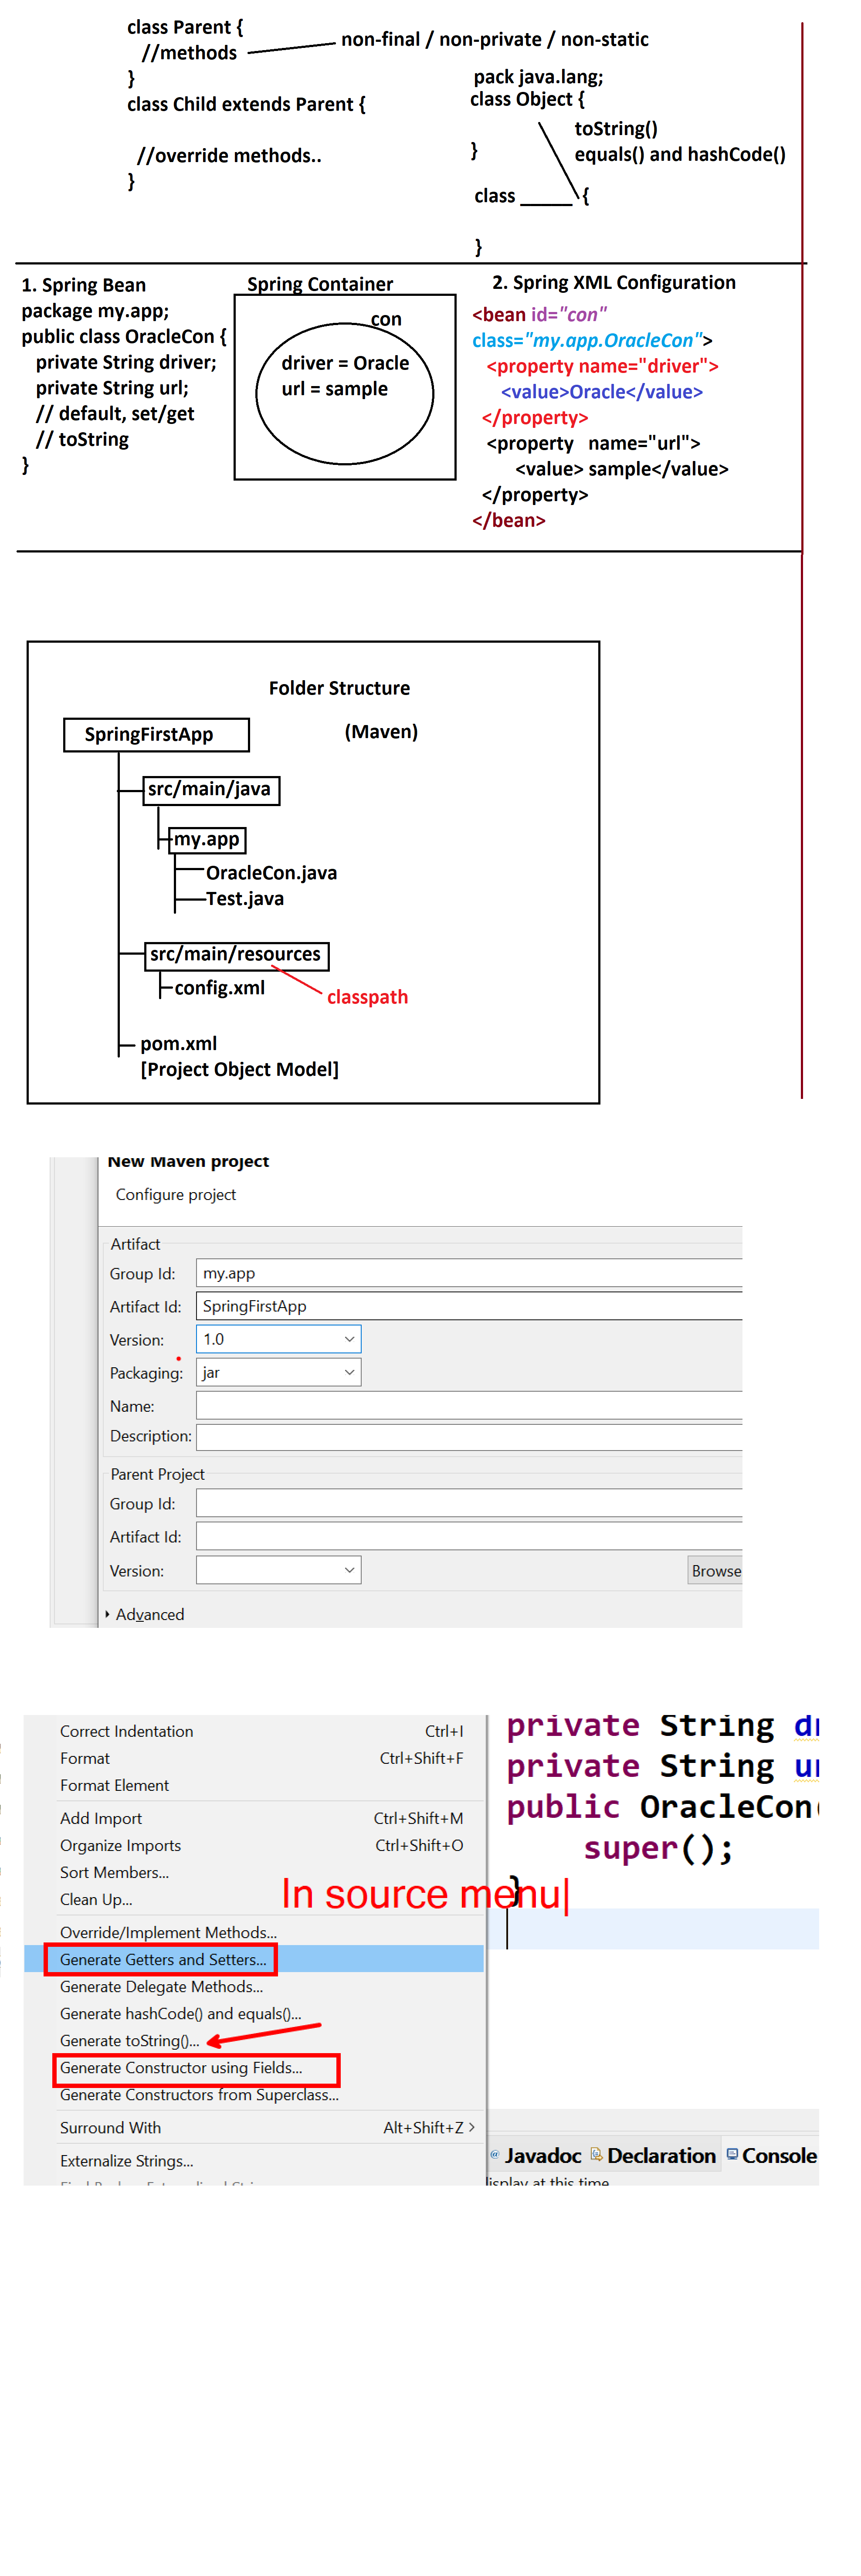 class Parent {
//methods
non-final / non-private / non-static
}
class Child extends Parent {
//override methods..
}
pack java.lang;
class Object {
toString()
equals() and hashCode()
}
class ______ {
}
1. Spring Bean
package my.app;
public class OracleCon {
private String driver;
private String url;
// default, set/get
// toString
}
Spring Container
con
driver = Oracle
url = sample
2. Spring XML Configuration
<bean id="con"
class="my.app.OracleCon">
<property name="driver">
<value>Oracle</value>
</property>
<property name="url">
<value> sample</value>
</property>
</bean>
Folder Structure
(Maven)
SpringFirstApp
src/main/java
my.app
OracleCon.java
Test.java
src/main/resources
config.xml
classpath
pom.xml
[Project Object Model]
New Maven project
Configure project
Artifact
Group Id: my.app
Artifact Id: SpringFirstApp
Version: 1.0
Packaging: jar
Name:
Description:
Parent Project
Group Id:
Artifact Id:
Version:
Browse
Advanced
Correct Indentation Ctrl+I
Format Ctrl+Shift+F
Format Element
Add Import Ctrl+Shift+M
Organize Imports Ctrl+Shift+O
Sort Members...
Clean Up...
Override/Implement Methods...
Generate Getters and Setters...
Generate Delegate Methods...
Generate hashCode() and equals()...
Generate toString()...
Generate Constructor using Fields...
Generate Constructors from Superclass...
Surround With Alt+Shift+Z >
Externalize Strings...
In source menu
private String
private String
public OracleCon(
super();
}
@ Javadoc Declaration Console
display at this time.